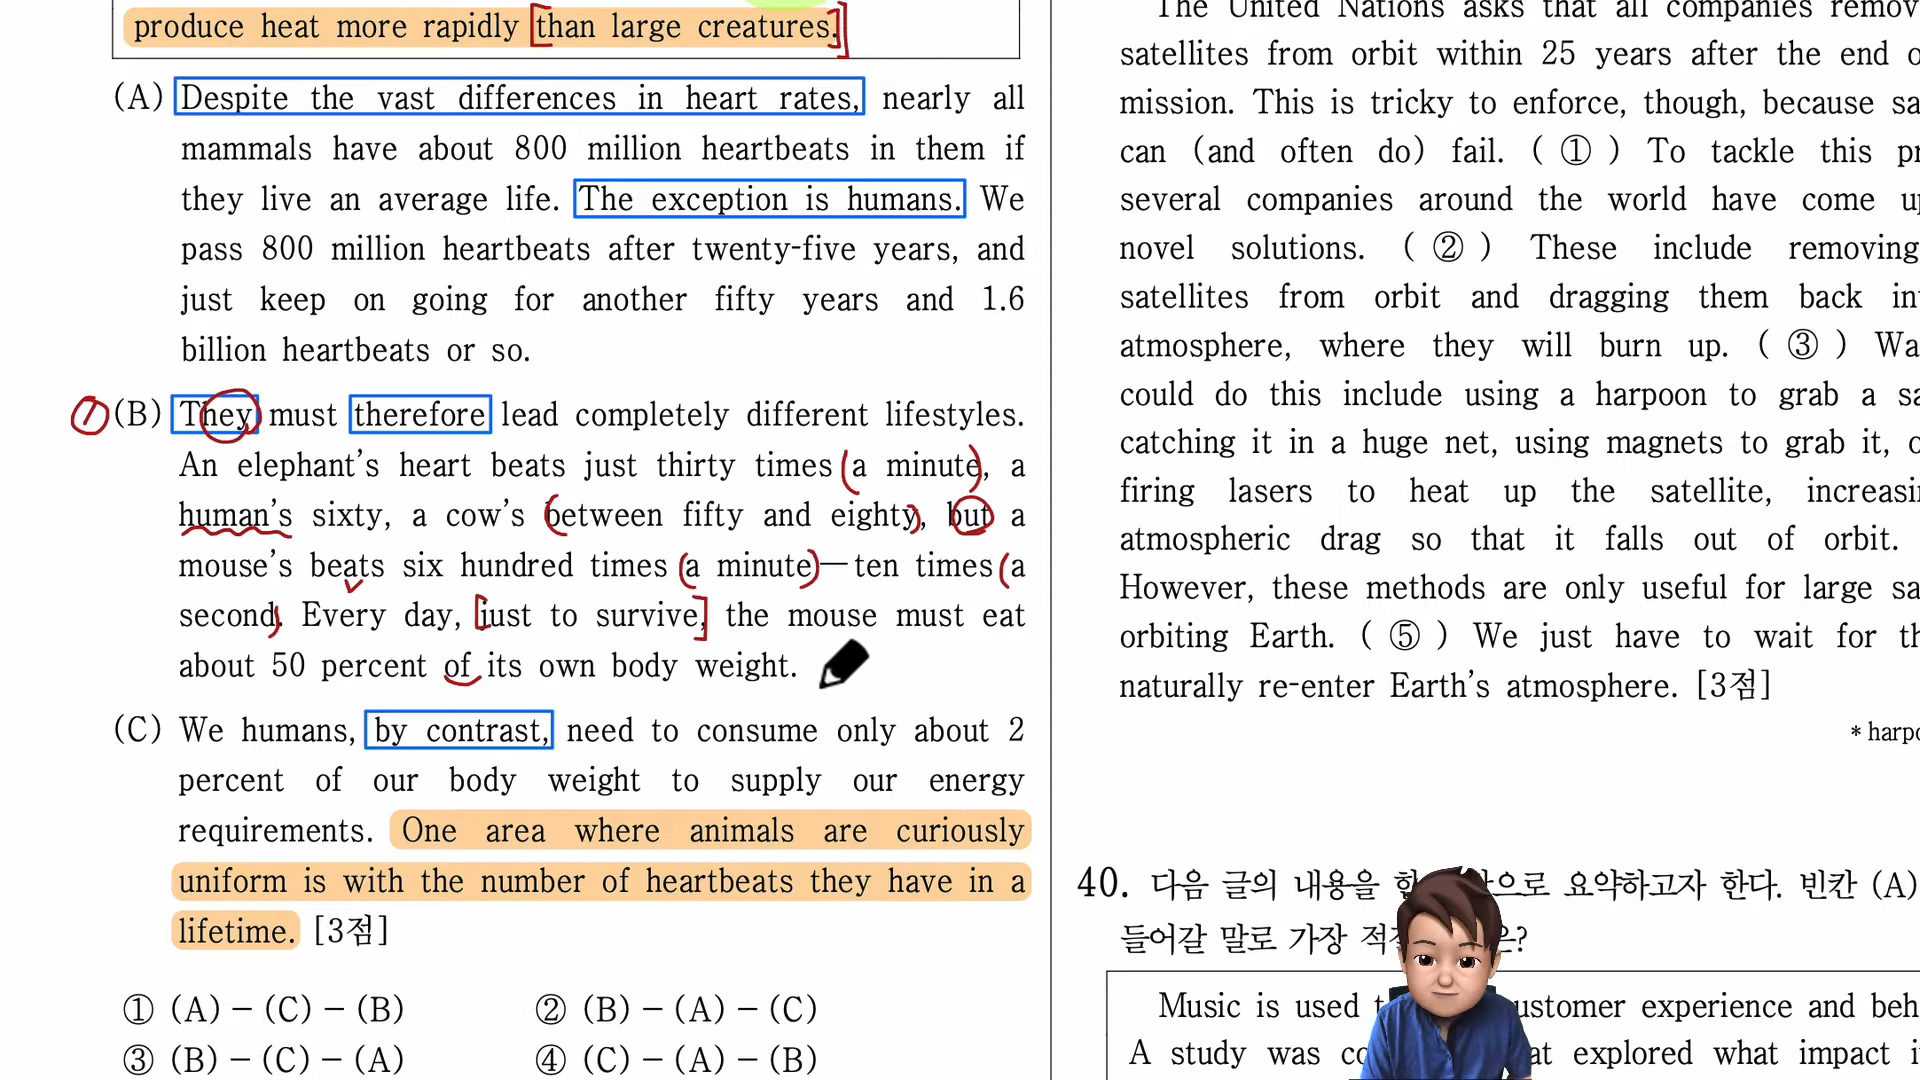 produce heat more rapidly [than large creatures.]
(A) Despite the vast differences in heart rates, nearly all
mammals have about 800 million heartbeats in them if
they live an average life. The exception is humans. We
pass 800 million heartbeats after twenty-five years, and
just keep on going for another fifty years and 1.6
billion heartbeats or so.
① (B) They must therefore lead completely different lifestyles.
An elephant's heart beats just thirty times (a minute), a
human's sixty, a cow's (between fifty and eighty), but a
mouse's beats six hundred times (a minute)—ten times (a
second). Every day, [just to survive,] the mouse must eat
about 50 percent of its own body weight.
(C) We humans, by contrast, need to consume only about 2
percent of our body weight to supply our energy
requirements. One area where animals are curiously
uniform is with the number of heartbeats they have in a
lifetime. [3점]
① (A) - (C) - (B) ② (B) - (A) - (C)
③ (B) - (C) - (A) ④ (C) - (A) - (B)
The United Nations asks that all companies remov
satellites from orbit within 25 years after the end o
mission. This is tricky to enforce, though, because sa
can (and often do) fail. ( ① ) To tackle this pr
several companies around the world have come up
novel solutions. ( ② ) These include removing
satellites from orbit and dragging them back in
atmosphere, where they will burn up. ( ③ ) Wa
could do this include using a harpoon to grab a sa
catching it in a huge net, using magnets to grab it, o
firing lasers to heat up the satellite, increasi
atmospheric drag so that it falls out of orbit.
However, these methods are only useful for large sa
orbiting Earth. ( ⑤ ) We just have to wait for th
naturally re-enter Earth's atmosphere. [3점]
* harpo
40. 다음 글의 내용을 한 으로 요약하고자 한다. 빈칸 (A)
들어갈 말로 가장 적 은?
Music is used t ustomer experience and beh
A study was co at explored what impact i